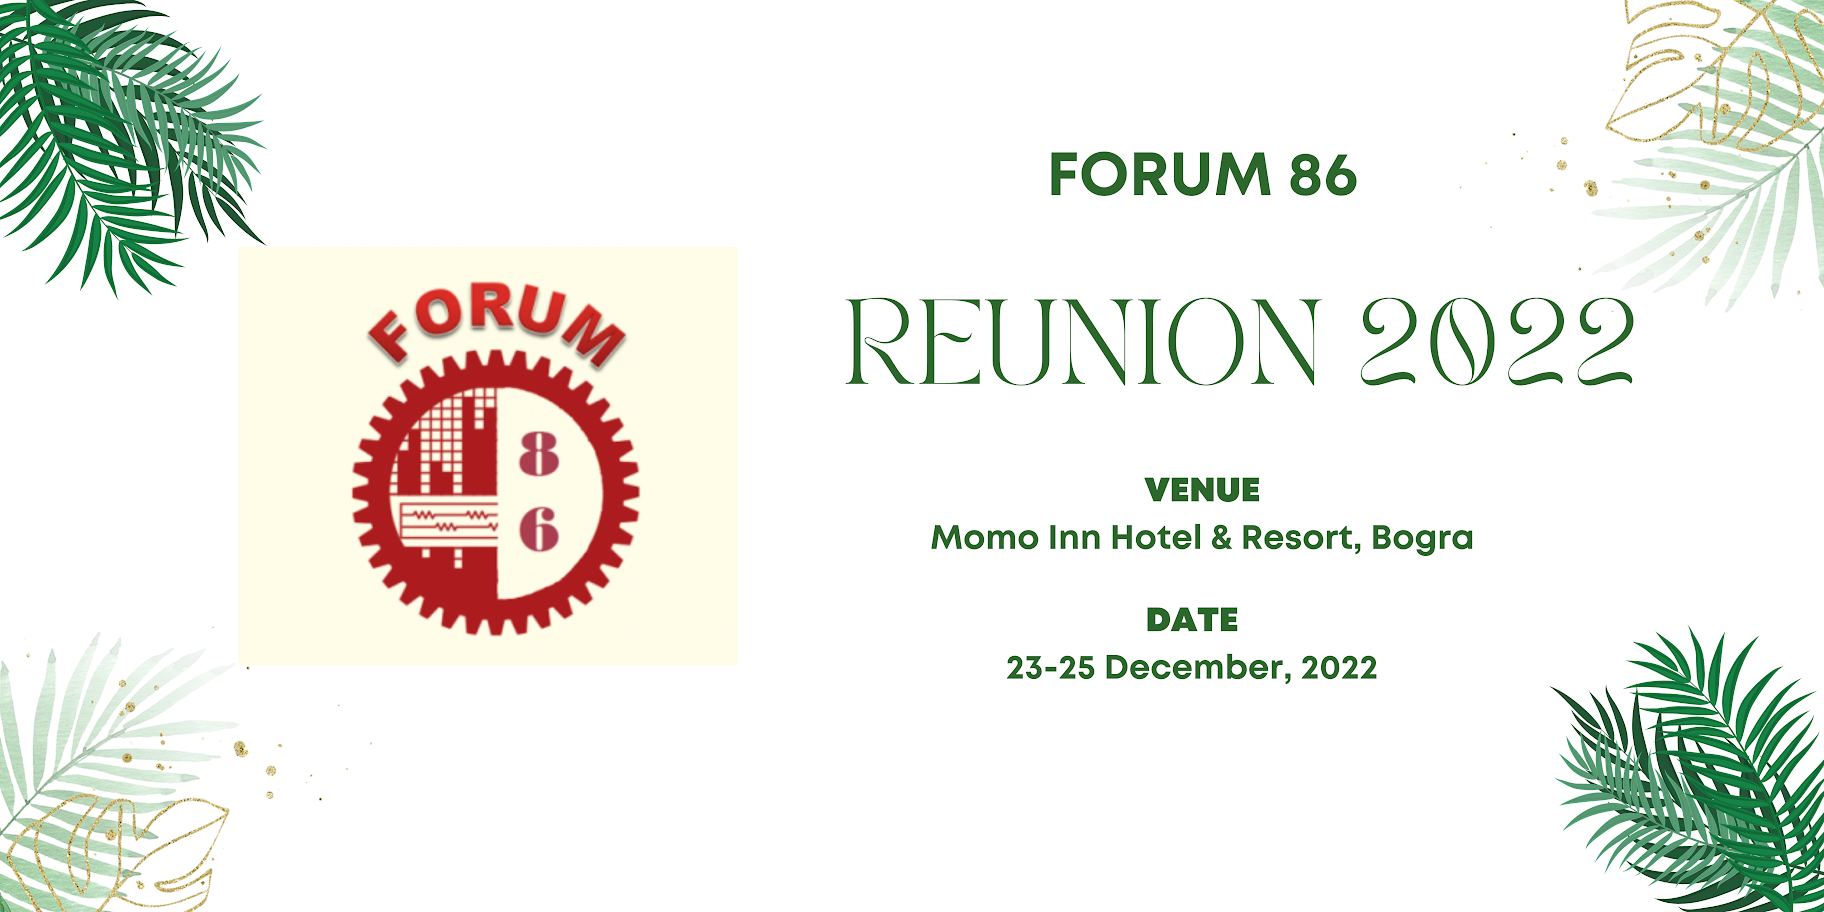 FORUM
8
6
FORUM 86
REUNION 2022
VENUE
Momo Inn Hotel & Resort, Bogra
DATE
23-25 December, 2022